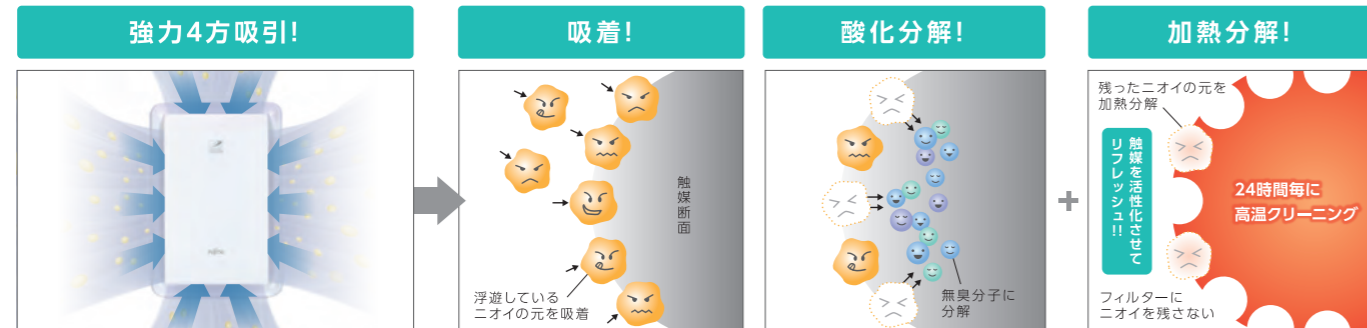 強力4方吸引!
吸着!
酸化分解!
加熱分解!
触媒断面
浮遊している
ニオイの元を吸着
無臭分子に
分解
残ったニオイの元を
加熱分解
触媒を活性化させて
リフレッシュ!!
24時間毎に
高温クリーニング
フィルターに
ニオイを残さない